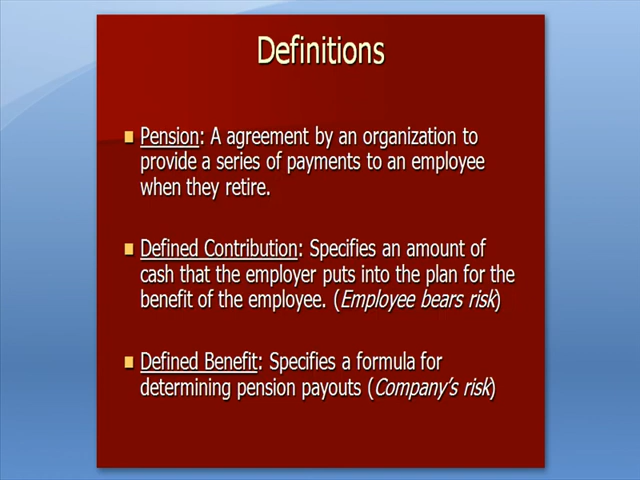 Definitions
Pension: A agreement by an organization to
provide a series of payments to an employee
when they retire.
Defined Contribution: Specifies an amount of
cash that the employer puts into the plan for the
benefit of the employee. (Employee bears risk)
Defined Benefit: Specifies a formula for
determining pension payouts (Company's risk)